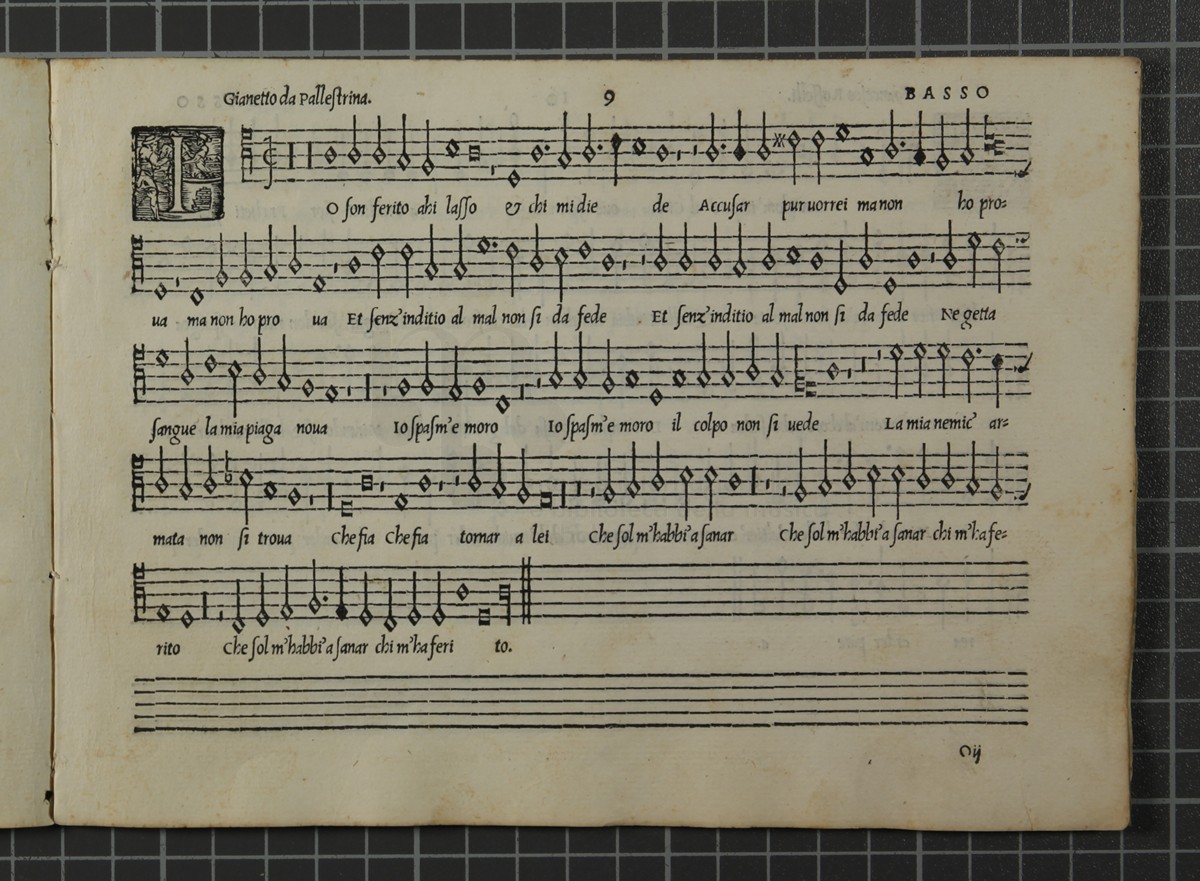 Gianetto da Pallestrina. 9 BASSO
IO son ferito ahi lasso & chi mi die de Accusar pur uorrei ma non ho pro=
ua ma non ho pro ua Et senz'inditio al mal non si da fede . Et senz'inditio al mal non si da fede Ne getta
sangue la mia piaga noua Io spasm'e moro Io spasm'e moro il colpo non si uede La mia nemic' ar=
mata non si troua Che fia Che fia tornar a lei Che sol m'habbi'a sanar Che sol m'habbi'a sanar chi m'ha fe=
rito Che sol m'habbi'a sanar chi m'ha feri to.